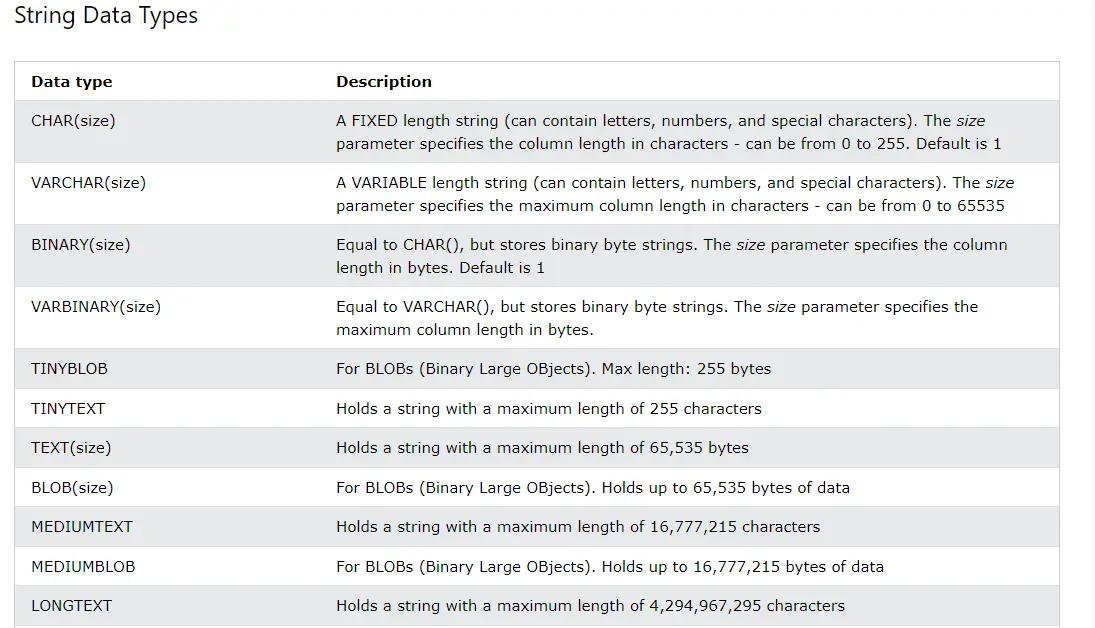 String Data Types
Data type Description
CHAR(size) A FIXED length string (can contain letters, numbers, and special characters). The size
parameter specifies the column length in characters - can be from 0 to 255. Default is 1
VARCHAR(size) A VARIABLE length string (can contain letters, numbers, and special characters). The size
parameter specifies the maximum column length in characters - can be from 0 to 65535
BINARY(size) Equal to CHAR(), but stores binary byte strings. The size parameter specifies the column
length in bytes. Default is 1
VARBINARY(size) Equal to VARCHAR(), but stores binary byte strings. The size parameter specifies the
maximum column length in bytes.
TINYBLOB For BLOBs (Binary Large OBjects). Max length: 255 bytes
TINYTEXT Holds a string with a maximum length of 255 characters
TEXT(size) Holds a string with a maximum length of 65,535 bytes
BLOB(size) For BLOBs (Binary Large OBjects). Holds up to 65,535 bytes of data
MEDIUMTEXT Holds a string with a maximum length of 16,777,215 characters
MEDIUMBLOB For BLOBs (Binary Large OBjects). Holds up to 16,777,215 bytes of data
LONGTEXT Holds a string with a maximum length of 4,294,967,295 characters